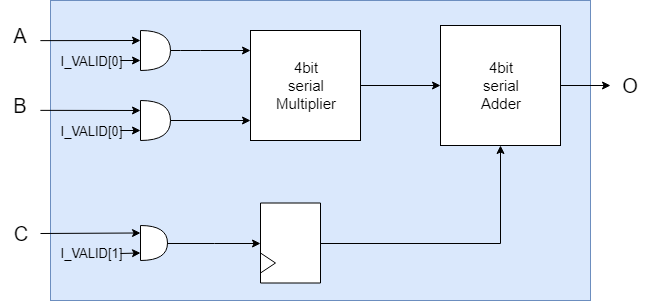 A
I_VALID[0]
B
I_VALID[0]
4bit
serial
Multiplier
4bit
serial
Adder
O
C
I_VALID[1]